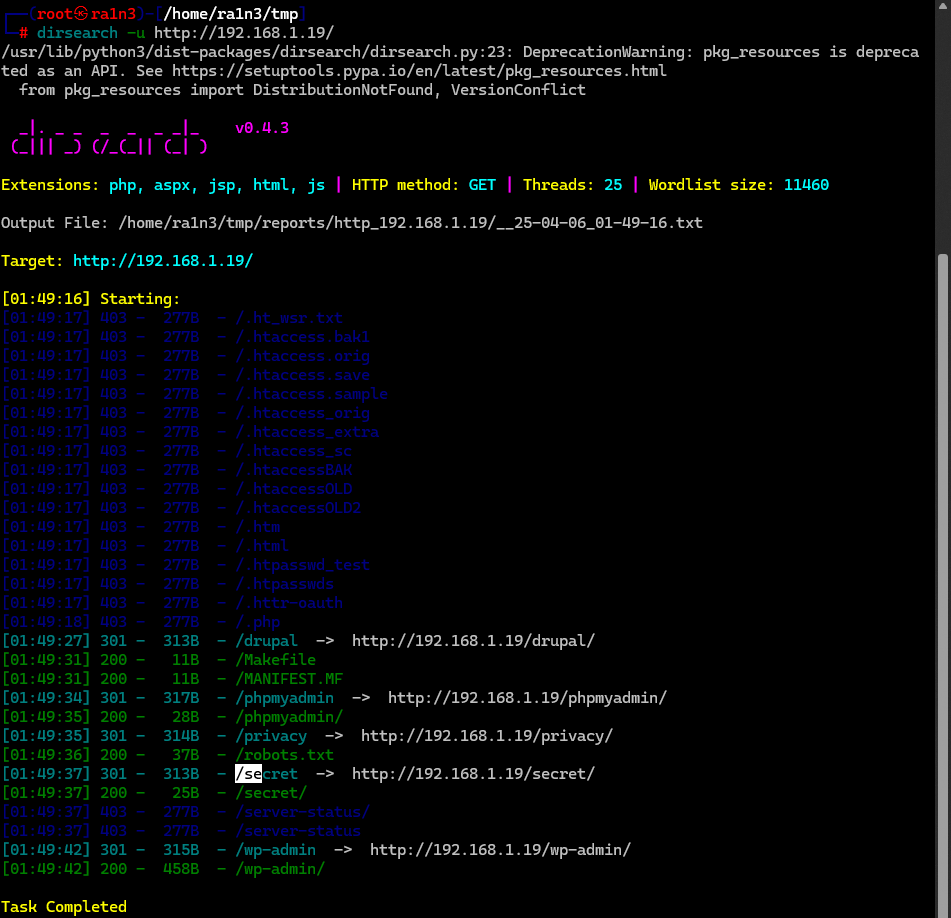 (root㉿ra1n3)-[/home/ra1n3/tmp]
# dirsearch -u http://192.168.1.19/
/usr/lib/python3/dist-packages/dirsearch/dirsearch.py:23: DeprecationWarning: pkg_resources is depreca
ted as an API. See https://setuptools.pypa.io/en/latest/pkg_resources.html
  from pkg_resources import DistributionNotFound, VersionConflict
  _|. _ _  _  _  _ _|_    v0.4.3
 (_||| _) (/_(_|| (_| )
Extensions: php, aspx, jsp, html, js | HTTP method: GET | Threads: 25 | Wordlist size: 11460
Output File: /home/ra1n3/tmp/reports/http_192.168.1.19/__25-04-06_01-49-16.txt
Target: http://192.168.1.19/
[01:49:16] Starting:
[01:49:17] 403 -  277B  - /.ht_wsr.txt
[01:49:17] 403 -  277B  - /.htaccess.bak1
[01:49:17] 403 -  277B  - /.htaccess.orig
[01:49:17] 403 -  277B  - /.htaccess.save
[01:49:17] 403 -  277B  - /.htaccess.sample
[01:49:17] 403 -  277B  - /.htaccess_orig
[01:49:17] 403 -  277B  - /.htaccess_extra
[01:49:17] 403 -  277B  - /.htaccess_sc
[01:49:17] 403 -  277B  - /.htaccessBAK
[01:49:17] 403 -  277B  - /.htaccessOLD
[01:49:17] 403 -  277B  - /.htaccessOLD2
[01:49:17] 403 -  277B  - /.htm
[01:49:17] 403 -  277B  - /.html
[01:49:17] 403 -  277B  - /.htpasswd_test
[01:49:17] 403 -  277B  - /.htpasswds
[01:49:17] 403 -  277B  - /.httr-oauth
[01:49:18] 403 -  277B  - /.php
[01:49:27] 301 -  313B  - /drupal  ->  http://192.168.1.19/drupal/
[01:49:31] 200 -   11B  - /Makefile
[01:49:31] 200 -   11B  - /MANIFEST.MF
[01:49:34] 301 -  317B  - /phpmyadmin  ->  http://192.168.1.19/phpmyadmin/
[01:49:35] 200 -   28B  - /phpmyadmin/
[01:49:35] 301 -  314B  - /privacy  ->  http://192.168.1.19/privacy/
[01:49:36] 200 -   37B  - /robots.txt
[01:49:37] 301 -  313B  - /secret  ->  http://192.168.1.19/secret/
[01:49:37] 200 -   25B  - /secret/
[01:49:37] 403 -  277B  - /server-status/
[01:49:37] 403 -  277B  - /server-status
[01:49:42] 301 -  315B  - /wp-admin  ->  http://192.168.1.19/wp-admin/
[01:49:42] 200 -  458B  - /wp-admin/
Task Completed